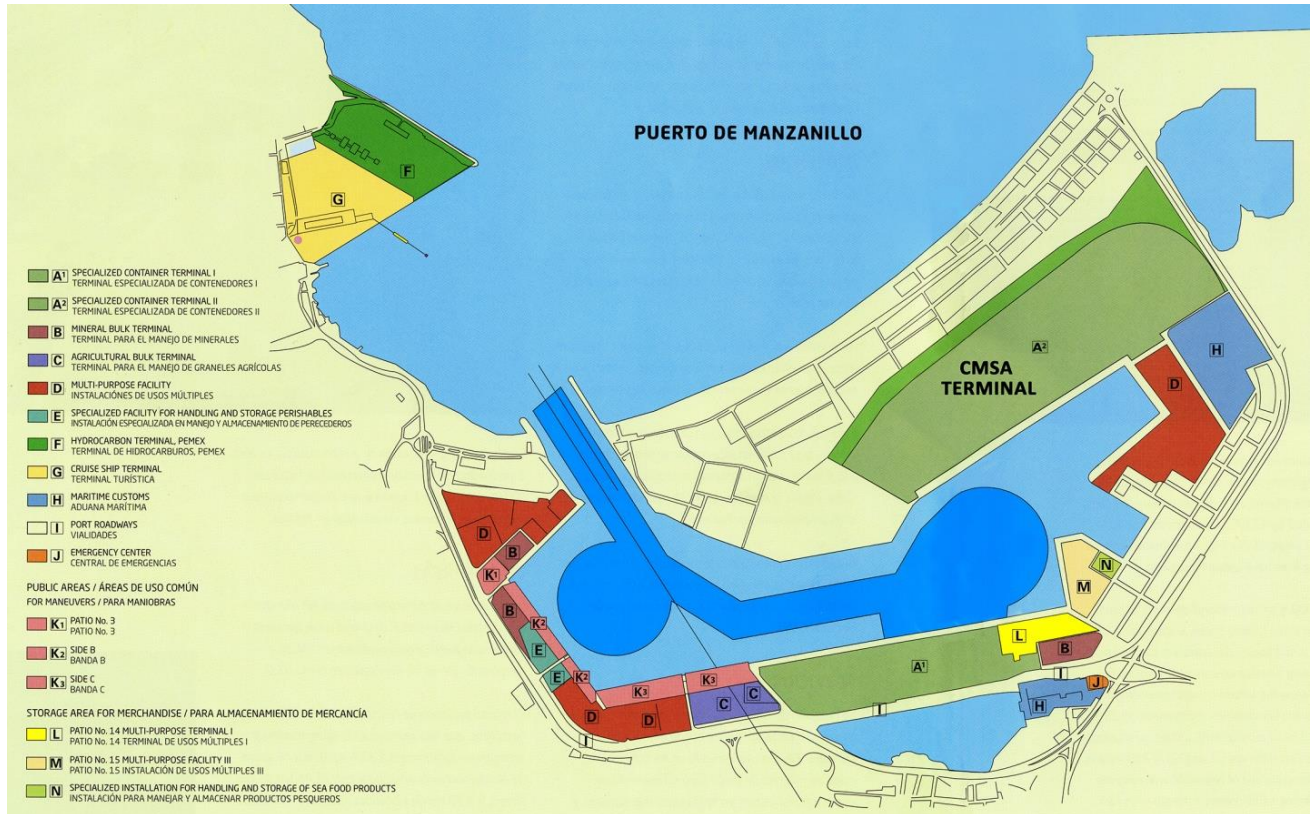 PUERTO DE MANZANILLO
F
G
A1 SPECIALIZED CONTAINER TERMINAL I
TERMINAL ESPECIALIZADA DE CONTENEDORES I
A2 SPECIALIZED CONTAINER TERMINAL II
TERMINAL ESPECIALIZADA DE CONTENEDORES II
B MINERAL BULK TERMINAL
TERMINAL PARA EL MANEJO DE MINERALES
C AGRICULTURAL BULK TERMINAL
TERMINAL PARA EL MANEJO DE GRANELES AGRÍCOLAS
D MULTI-PURPOSE FACILITY
INSTALACIÓNES DE USOS MÚLTIPLES
E SPECIALIZED FACILITY FOR HANDLING AND STORAGE PERISHABLES
INSTALACIÓN ESPECIALIZADA EN MANEJO Y ALMACENAMIENTO DE PERECEDEROS
F HYDROCARBON TERMINAL, PEMEX
TERMINAL DE HIDROCARBUROS, PEMEX
G CRUISE SHIP TERMINAL
TERMINAL TURÍSTICA
H MARITIME CUSTOMS
ADUANA MARÍTIMA
I PORT ROADWAYS
VIALIDADES
J EMERGENCY CENTER
CENTRAL DE EMERGENCIAS
PUBLIC AREAS / ÁREAS DE USO COMÚN
FOR MANEUVERS / PARA MANIOBRAS
K1 PATIO No. 3
PATIO No. 3
K2 SIDE B
BANDA B
K3 SIDE C
BANDA C
STORAGE AREA FOR MERCHANDISE / PARA ALMACENAMIENTO DE MERCANCÍA
L PATIO No. 14 MULTI-PURPOSE TERMINAL I
PATIO No. 14 TERMINAL DE USOS MÚLTIPLES I
M PATIO No. 15 MULTI-PURPOSE FACILITY III
PATIO No. 15 INSTALACIÓN DE USOS MÚLTIPLES III
N SPECIALIZED INSTALLATION FOR HANDLING AND STORAGE OF SEA FOOD PRODUCTS
INSTALACIÓN PARA MANEJAR Y ALMACENAR PRODUCTOS PESQUEROS
A2
H
CMSA
TERMINAL
D
D
B
K1
B
K2
E
E
K2
K3
K3
D
D
C
C
I
A1
I
L
B
M
N
I
J
H